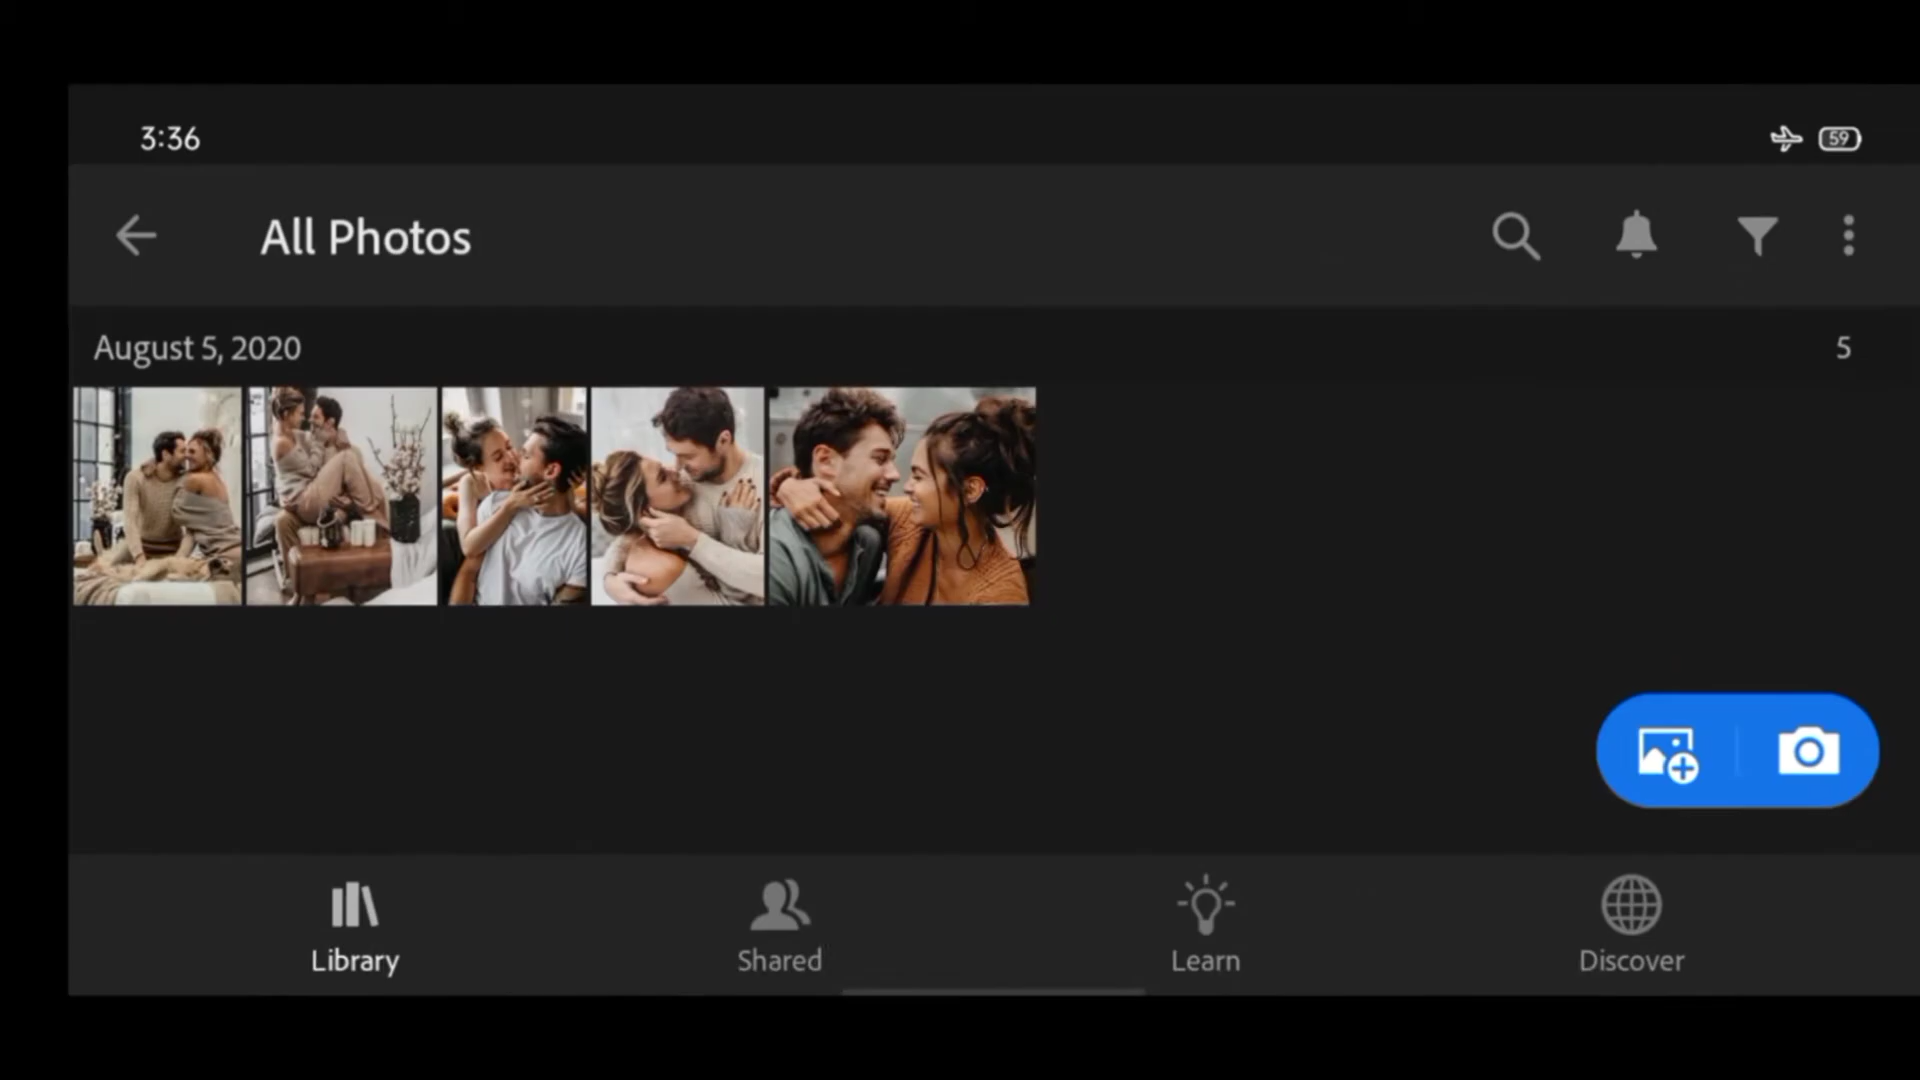 3:36
59
All Photos
August 5, 2020
5
Library
Shared
Learn
Discover